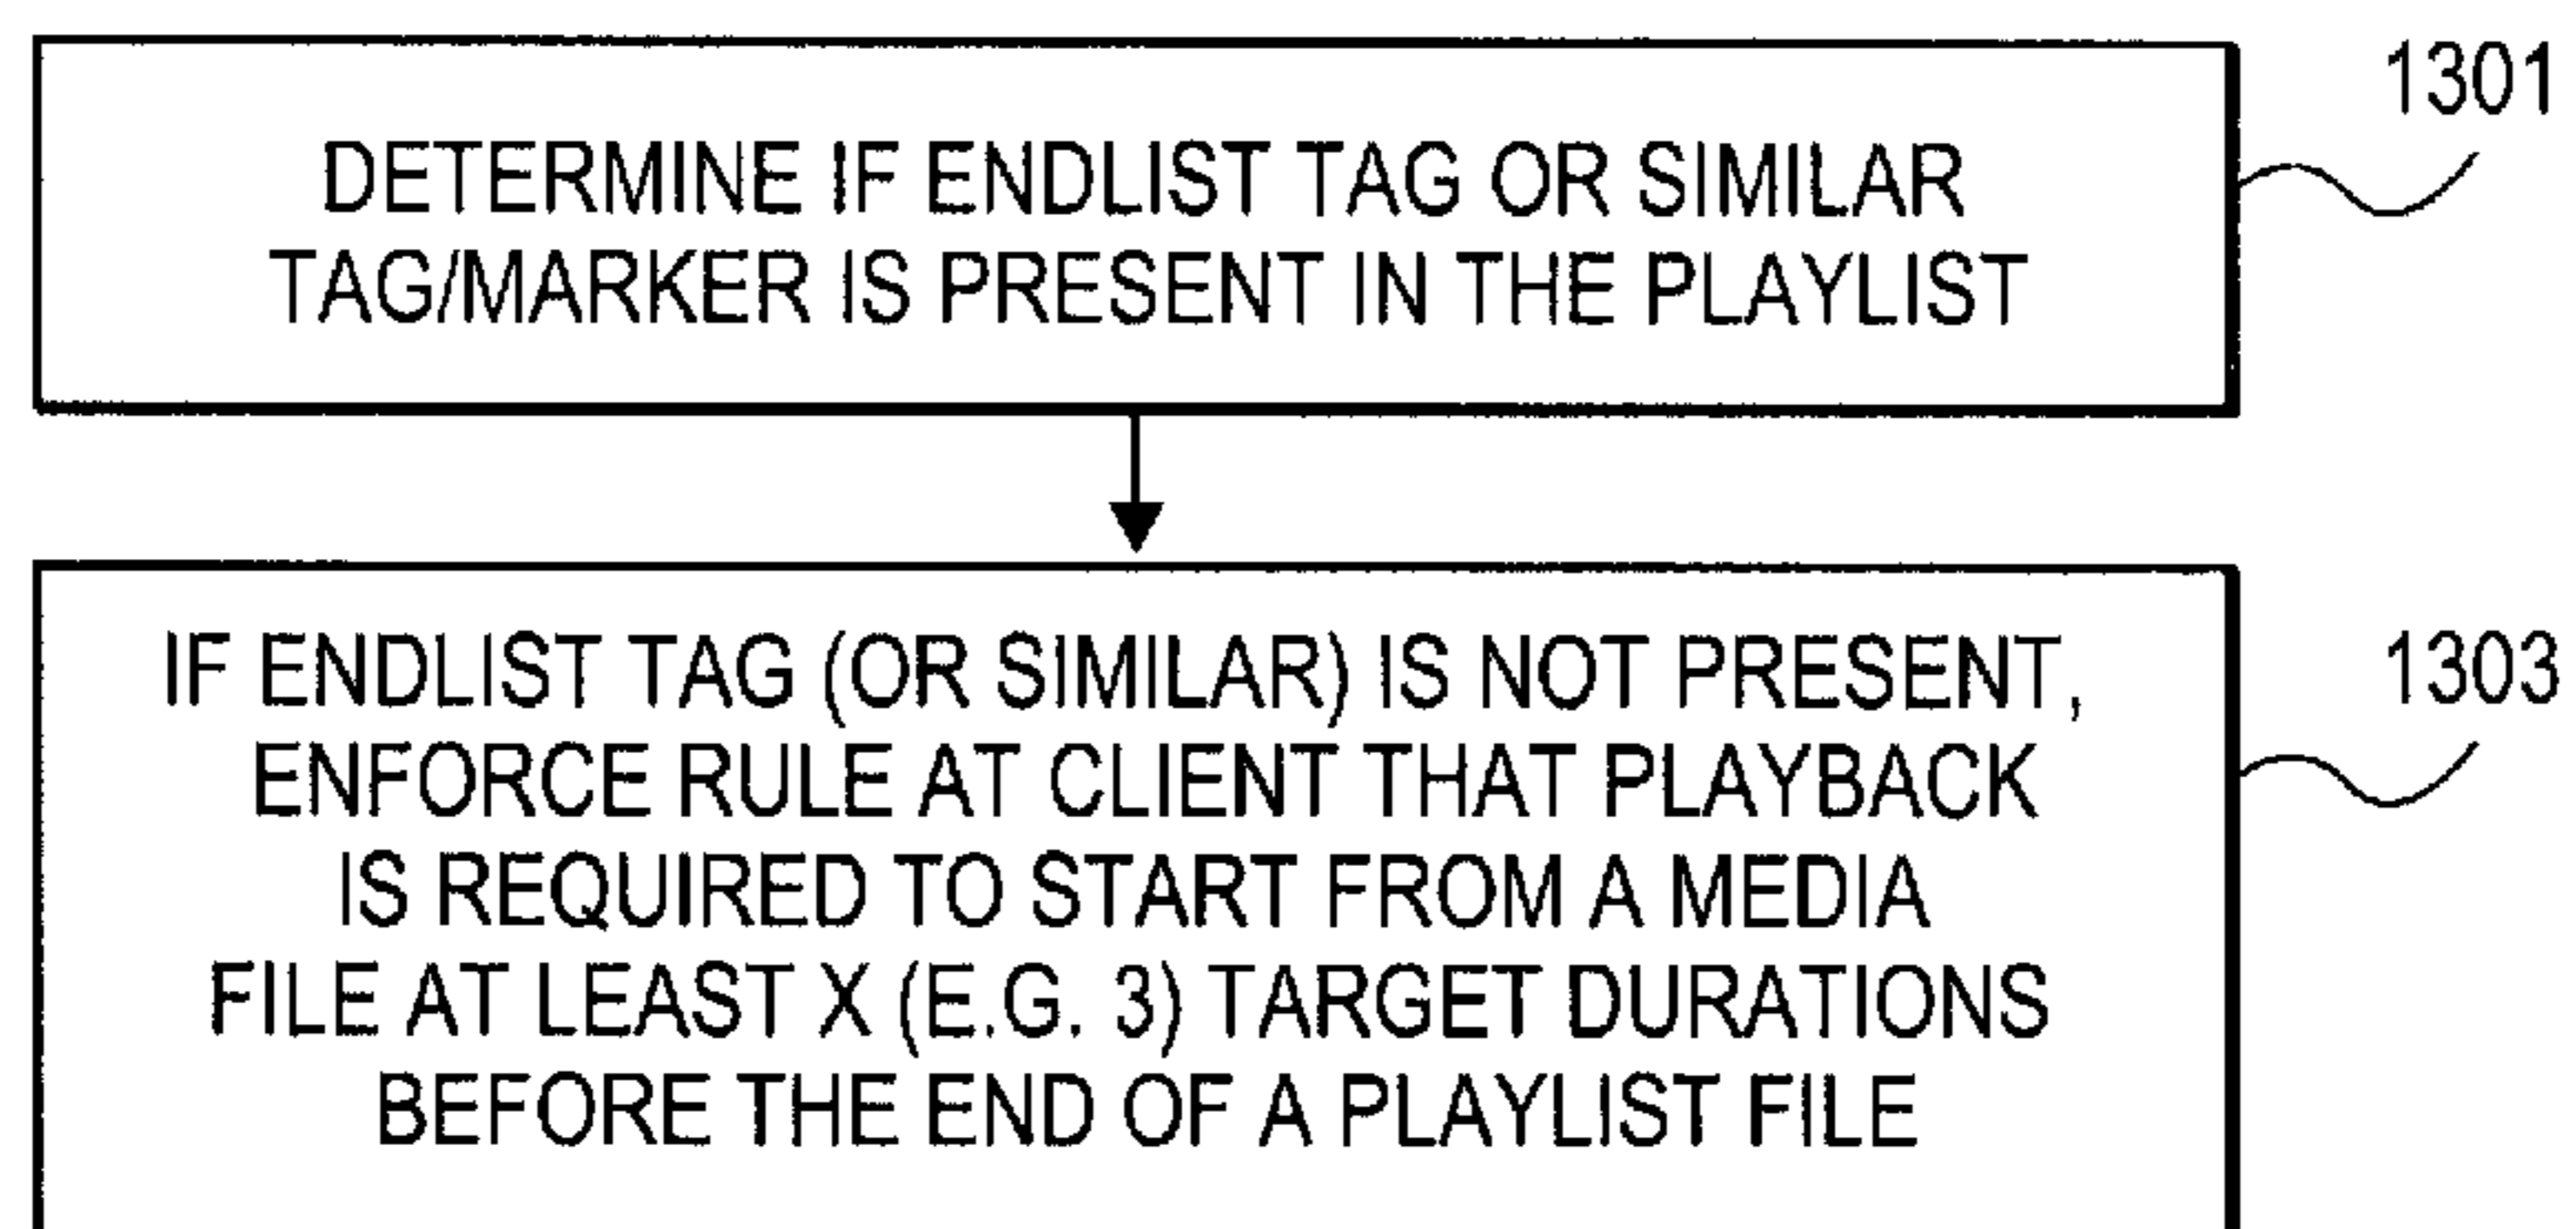 1301
DETERMINE IF ENDLIST TAG OR SIMILAR
TAG/MARKER IS PRESENT IN THE PLAYLIST
1303
IF ENDLIST TAG (OR SIMILAR) IS NOT PRESENT,
ENFORCE RULE AT CLIENT THAT PLAYBACK
IS REQUIRED TO START FROM A MEDIA
FILE AT LEAST X (E.G. 3) TARGET DURATIONS
BEFORE THE END OF A PLAYLIST FILE